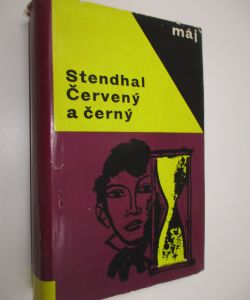 máj
Stendhal
Červený
a černý